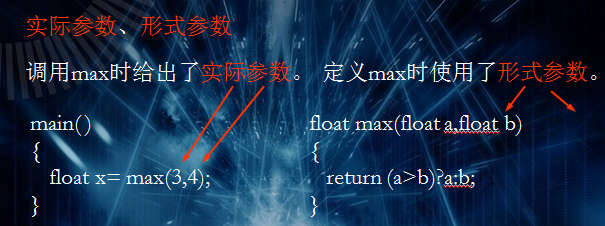 实际参数、形式参数
调用max时给出了实际参数。 定义max时使用了形式参数。
main()
{
float x= max(3,4);
}
float max(float a,float b)
{
return (a>b)?a:b;
}